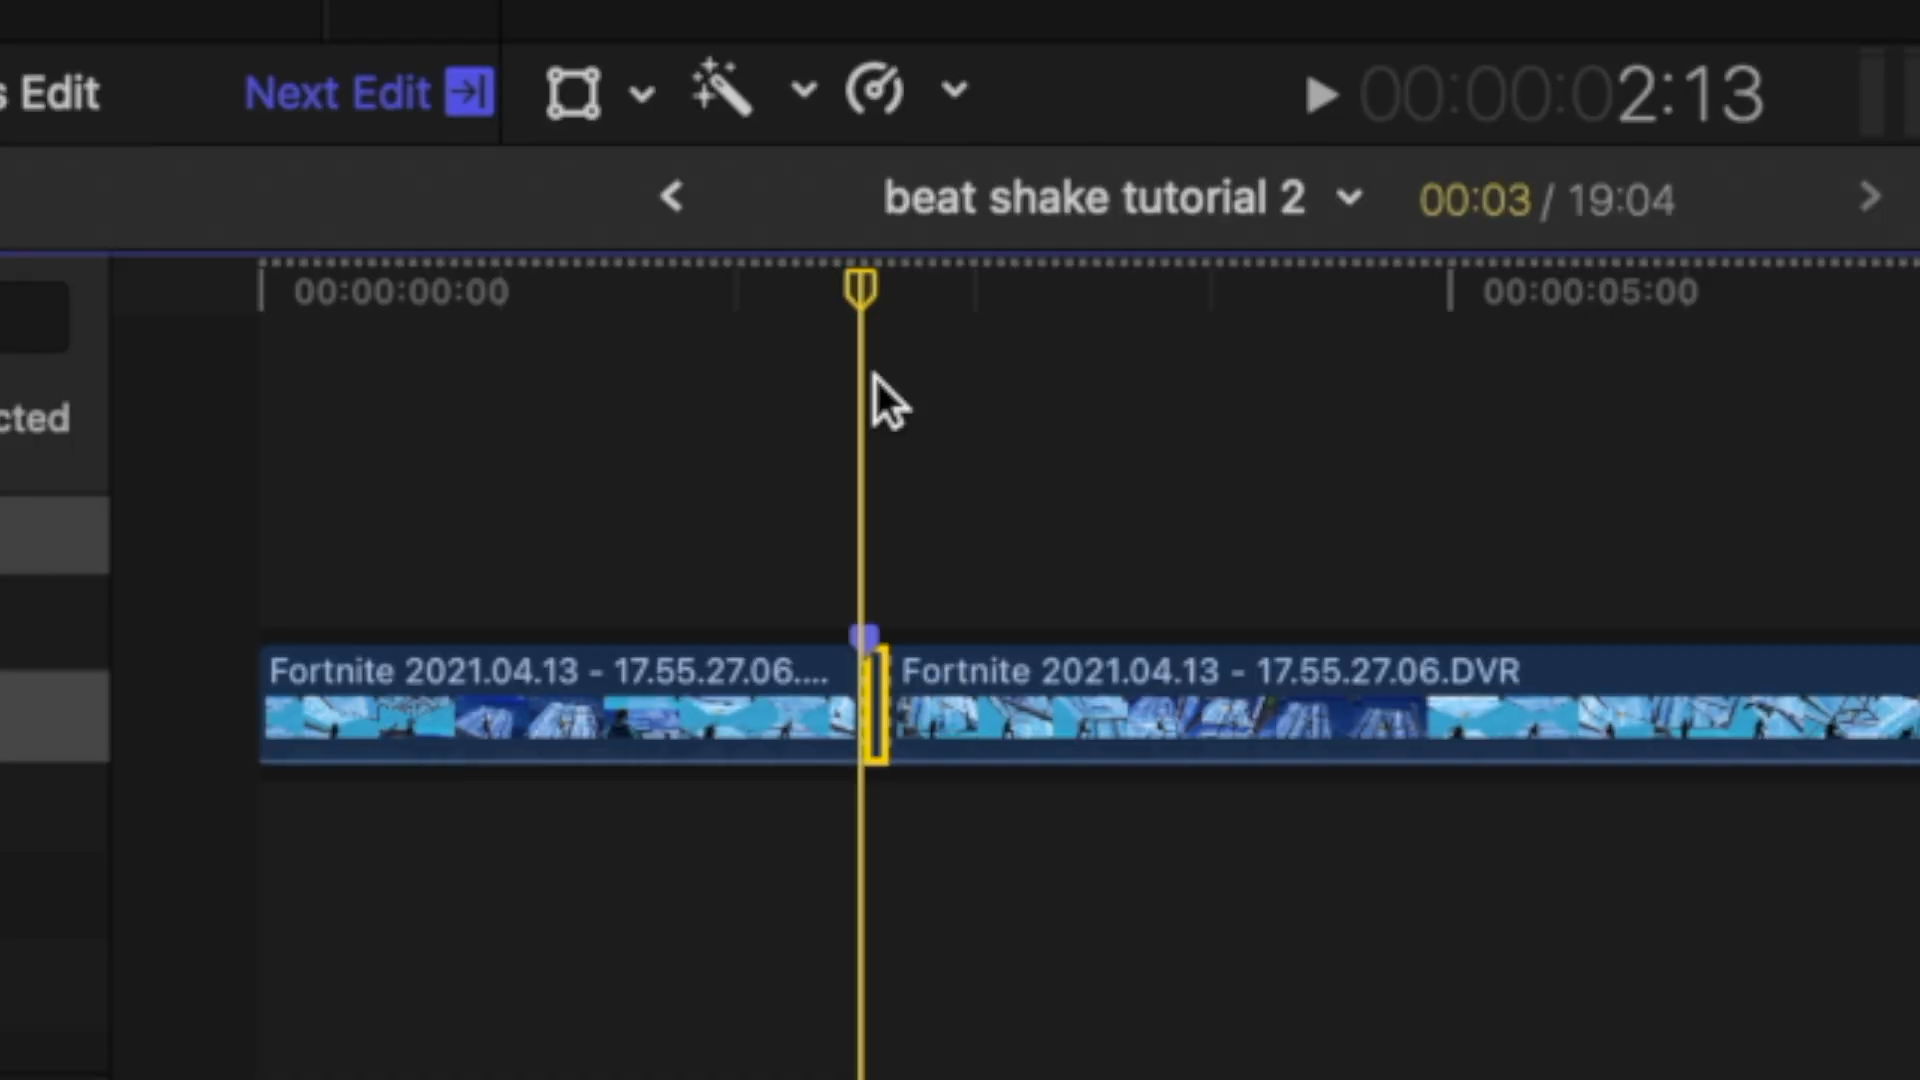 s Edit Next Edit 00:00:02:13
beat shake tutorial 2 00:03 / 19:04
00:00:00:00 00:00:05:00
cted
Fortnite 2021.04.13 - 17.55.27.06.... Fortnite 2021.04.13 - 17.55.27.06.DVR